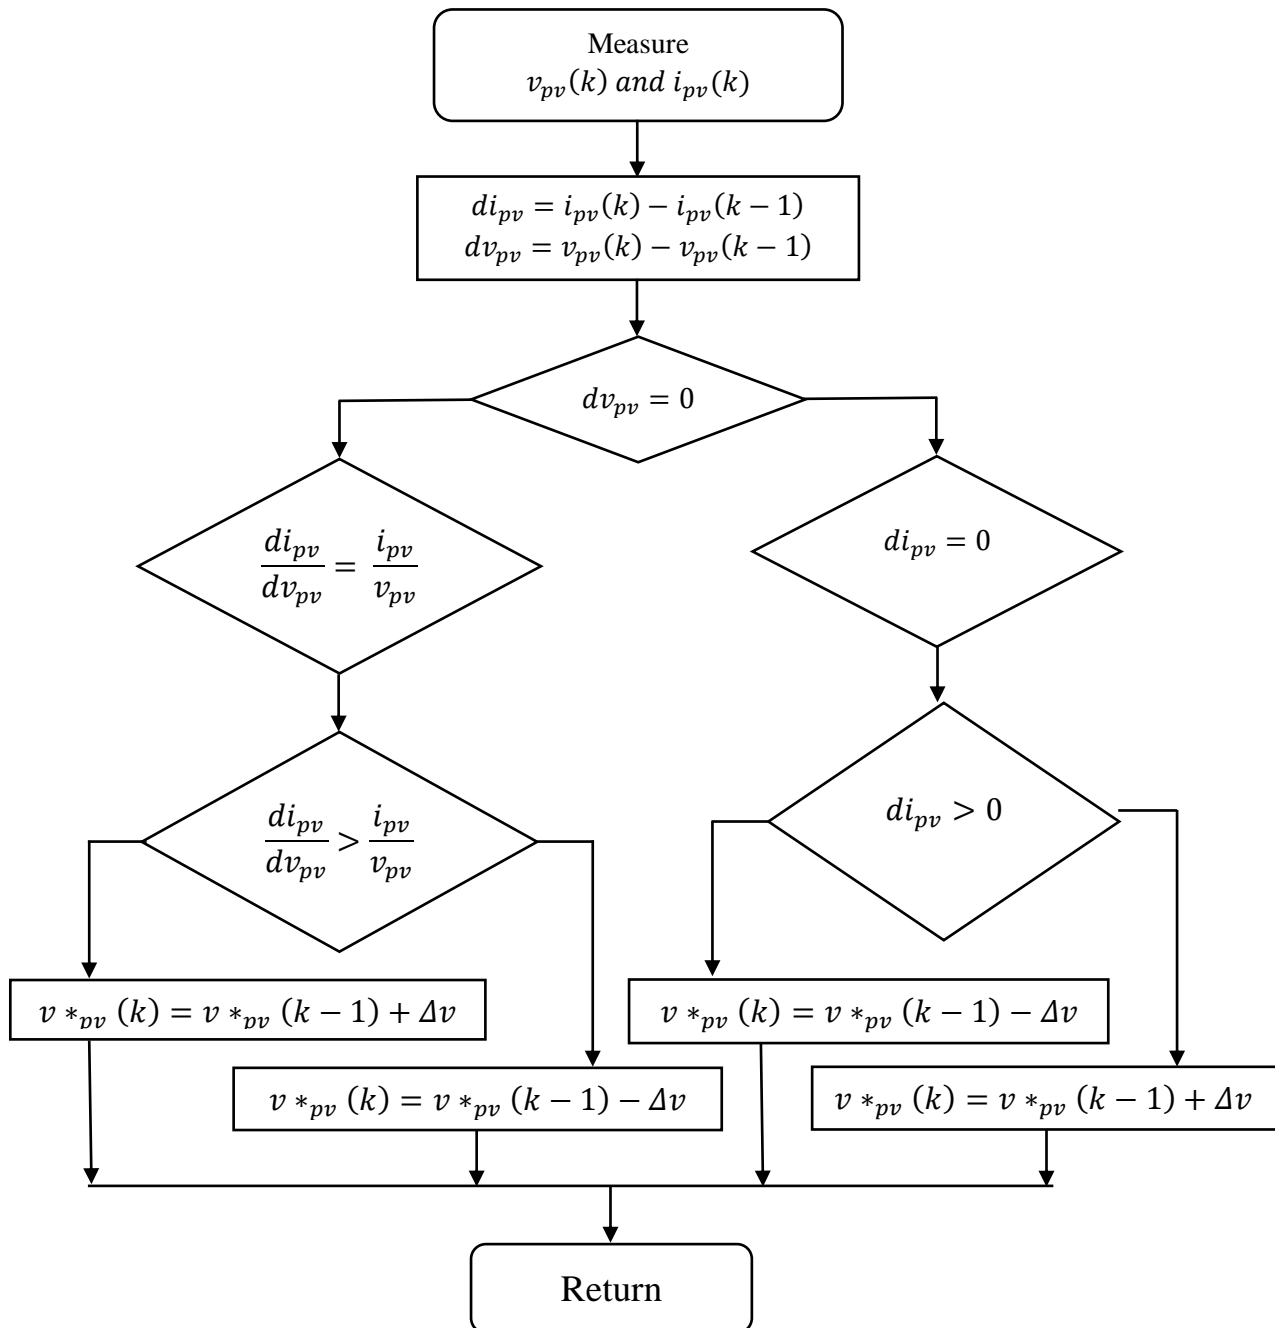 Measure
v_pv(k) and i_pv(k)
di_pv = i_pv(k) − i_pv(k − 1)
dv_pv = v_pv(k) − v_pv(k − 1)
dv_pv = 0
di_pv/dv_pv = i_pv/v_pv
di_pv = 0
di_pv/dv_pv > i_pv/v_pv
di_pv > 0
v *_pv (k) = v *_pv (k − 1) + Δv
v *_pv (k) = v *_pv (k − 1) − Δv
v *_pv (k) = v *_pv (k − 1) − Δv
v *_pv (k) = v *_pv (k − 1) + Δv
Return